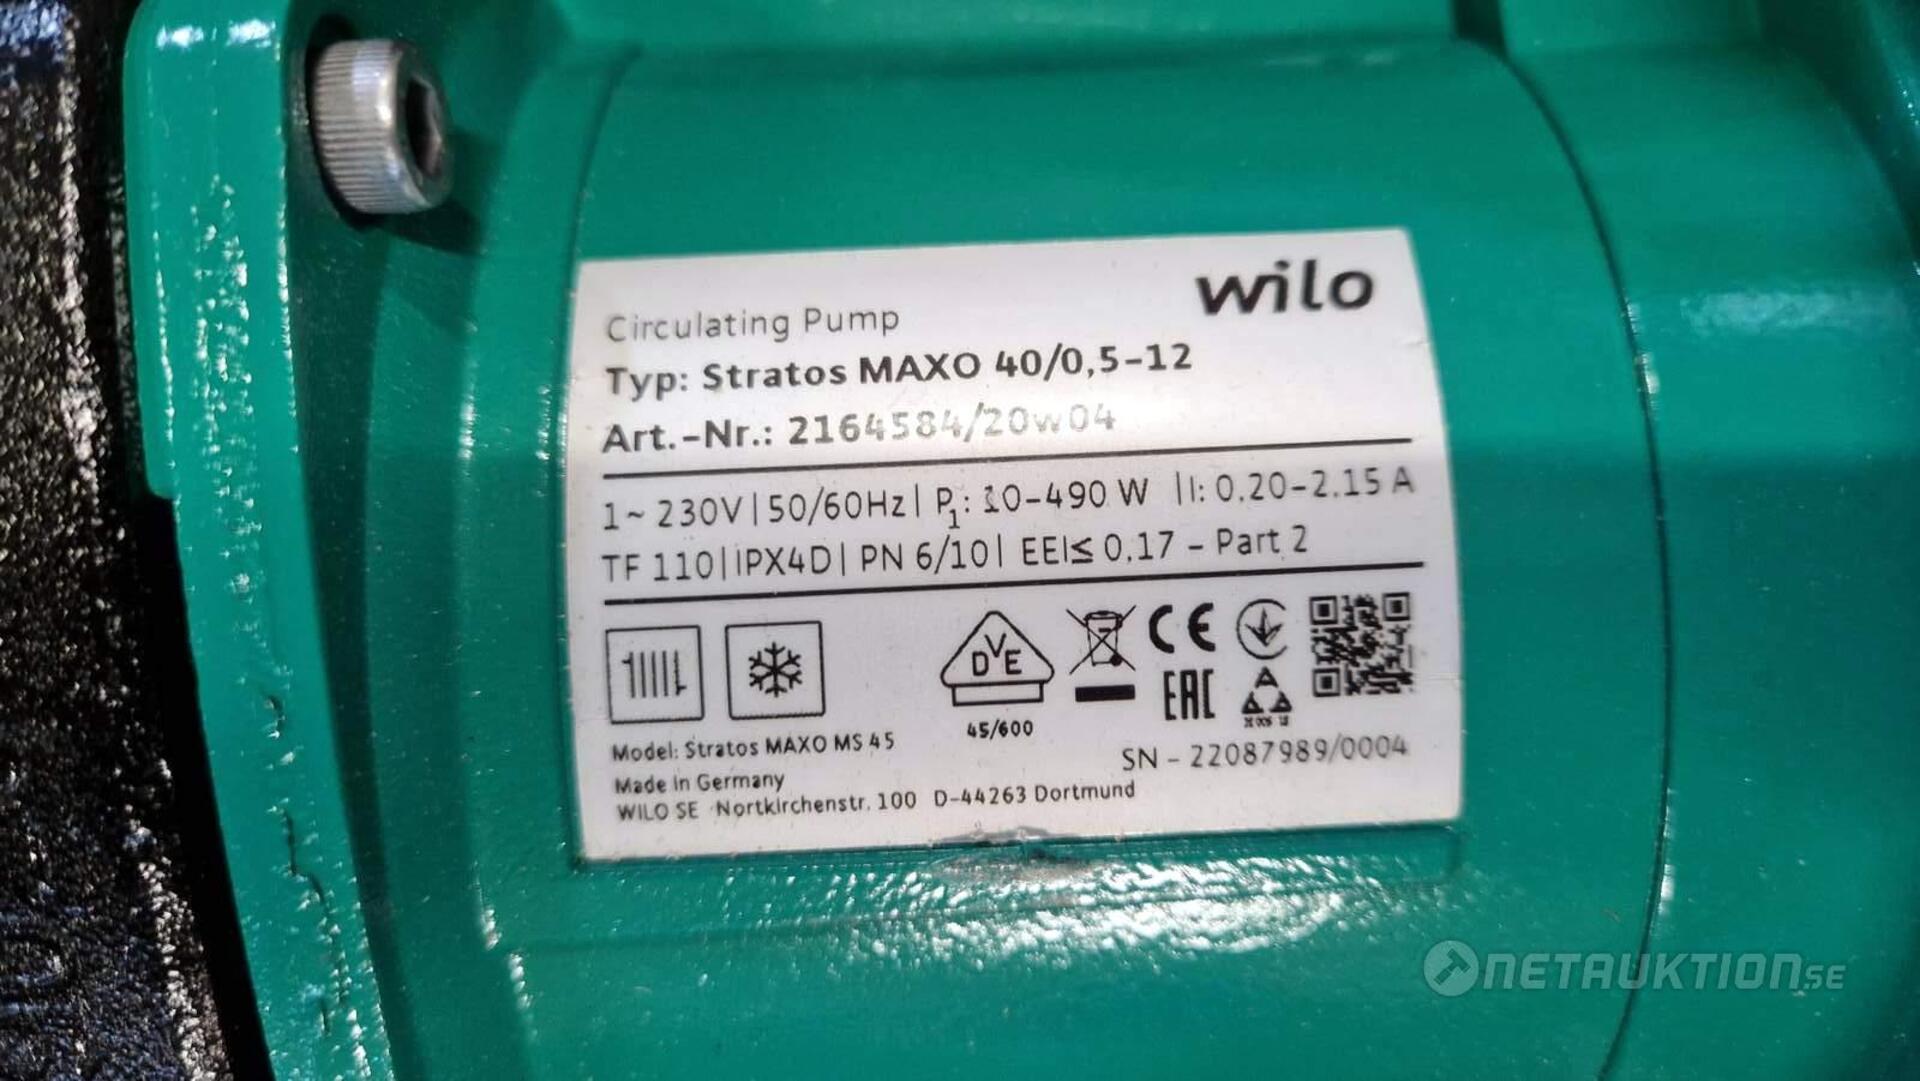 wilo
Circulating Pump
Typ: Stratos MAXO 40/0,5-12
Art.-Nr.: 2164584/20w04
1~ 230V | 50/60Hz | P1: 10-490 W | I: 0,20-2,15 A
TF 110 | IPX4D | PN 6/10 | EEI≤ 0,17 - Part 2
DVE
CE
EAC
45/600
Model: Stratos MAXO MS 45
SN - 22087989/0004
Made in Germany
WILO SE Nortkirchenstr. 100 D-44263 Dortmund
NETAUKTION.SE